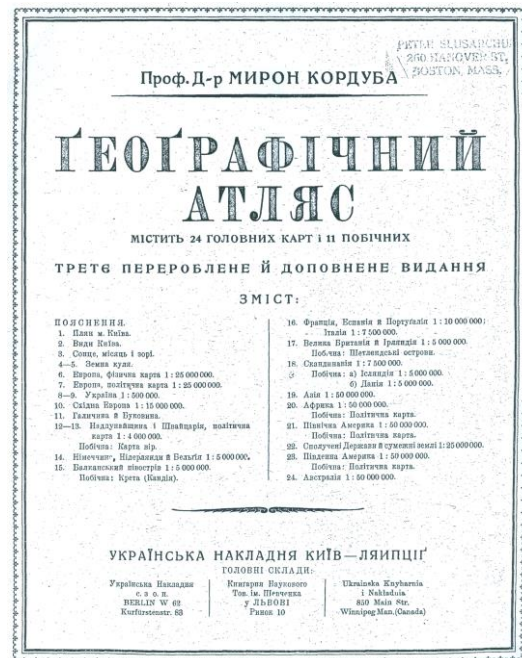 PETER SLUSARCHU
260 HANOVER ST,
BOSTON, MASS.
Проф. Д-р МИРОН КОРДУБА
ҐЕОҐРАФІЧНИЙ
АТЛЯС
МІСТИТЬ 24 ГОЛОВНИХ КАРТ і 11 ПОБІЧНИХ
ТРЕТЄ ПЕРЕРОБЛЕНЕ Й ДОПОВНЕНЕ ВИДАННЯ
ЗМІСТ:
ПОЯСНЕННЯ.
1. Плян м. Київа.
2. Види Київа.
3. Сонце, місяць і зорі.
4—5. Земна куля.
6. Европа, фізична карта 1 : 25 000 000.
7. Европа, політична карта 1 : 25 000 000.
8—9. Україна 1 : 500 000.
10. Східна Европа 1 : 15 000 000.
11. Галичина й Буковина.
12—13. Наддунайщина і Швайцарія, політична
карта 1 : 4 000 000.
Побічна: Карта вір.
14. Німеччина, Нідерлянди й Бельґія 1 : 5 000 000.
15. Балканський півострів 1 : 5 000 000.
Побічна: Крета (Кандія).
16. Франція, Еспанія й Портуґалія 1 : 10 000 000;
Італія 1 : 7 500 000.
17. Велика Британія й Ірляндія 1 : 5 000 000.
Побічна: Шетлендські острови.
18. Скандинавія 1 : 7 500 000.
Побічна: а) Ісляндія 1 : 5 000 000.
б) Данія 1 : 5 000 000.
19. Азія 1 : 50 000 000.
20. Африка 1 : 50 000 000.
Побічна: Політична карта.
21. Північна Америка 1 : 50 000 000.
Побічна: Політична карта.
22. Сполучені Держави й сумежні землі 1 : 25 000 000.
23. Південна Америка 1 : 50 000 000.
Побічна: Політична карта.
24. Австралія 1 : 50 000 000.
УКРАЇНСЬКА НАКЛАДНЯ КИЇВ—ЛЯЙПЦІҐ
ГОЛОВНІ СКЛАДИ:
Українська Накладня
с. з о. п.
BERLIN W 62
Kurfürstenstr. 83
Книгарня Наукового
Тов. ім. Шевченка
у ЛЬВОВІ
Ринок 10
Ukrainska Knyharnia
i Nakladnia
850 Main Str.
Winnipeg Man. (Canada)